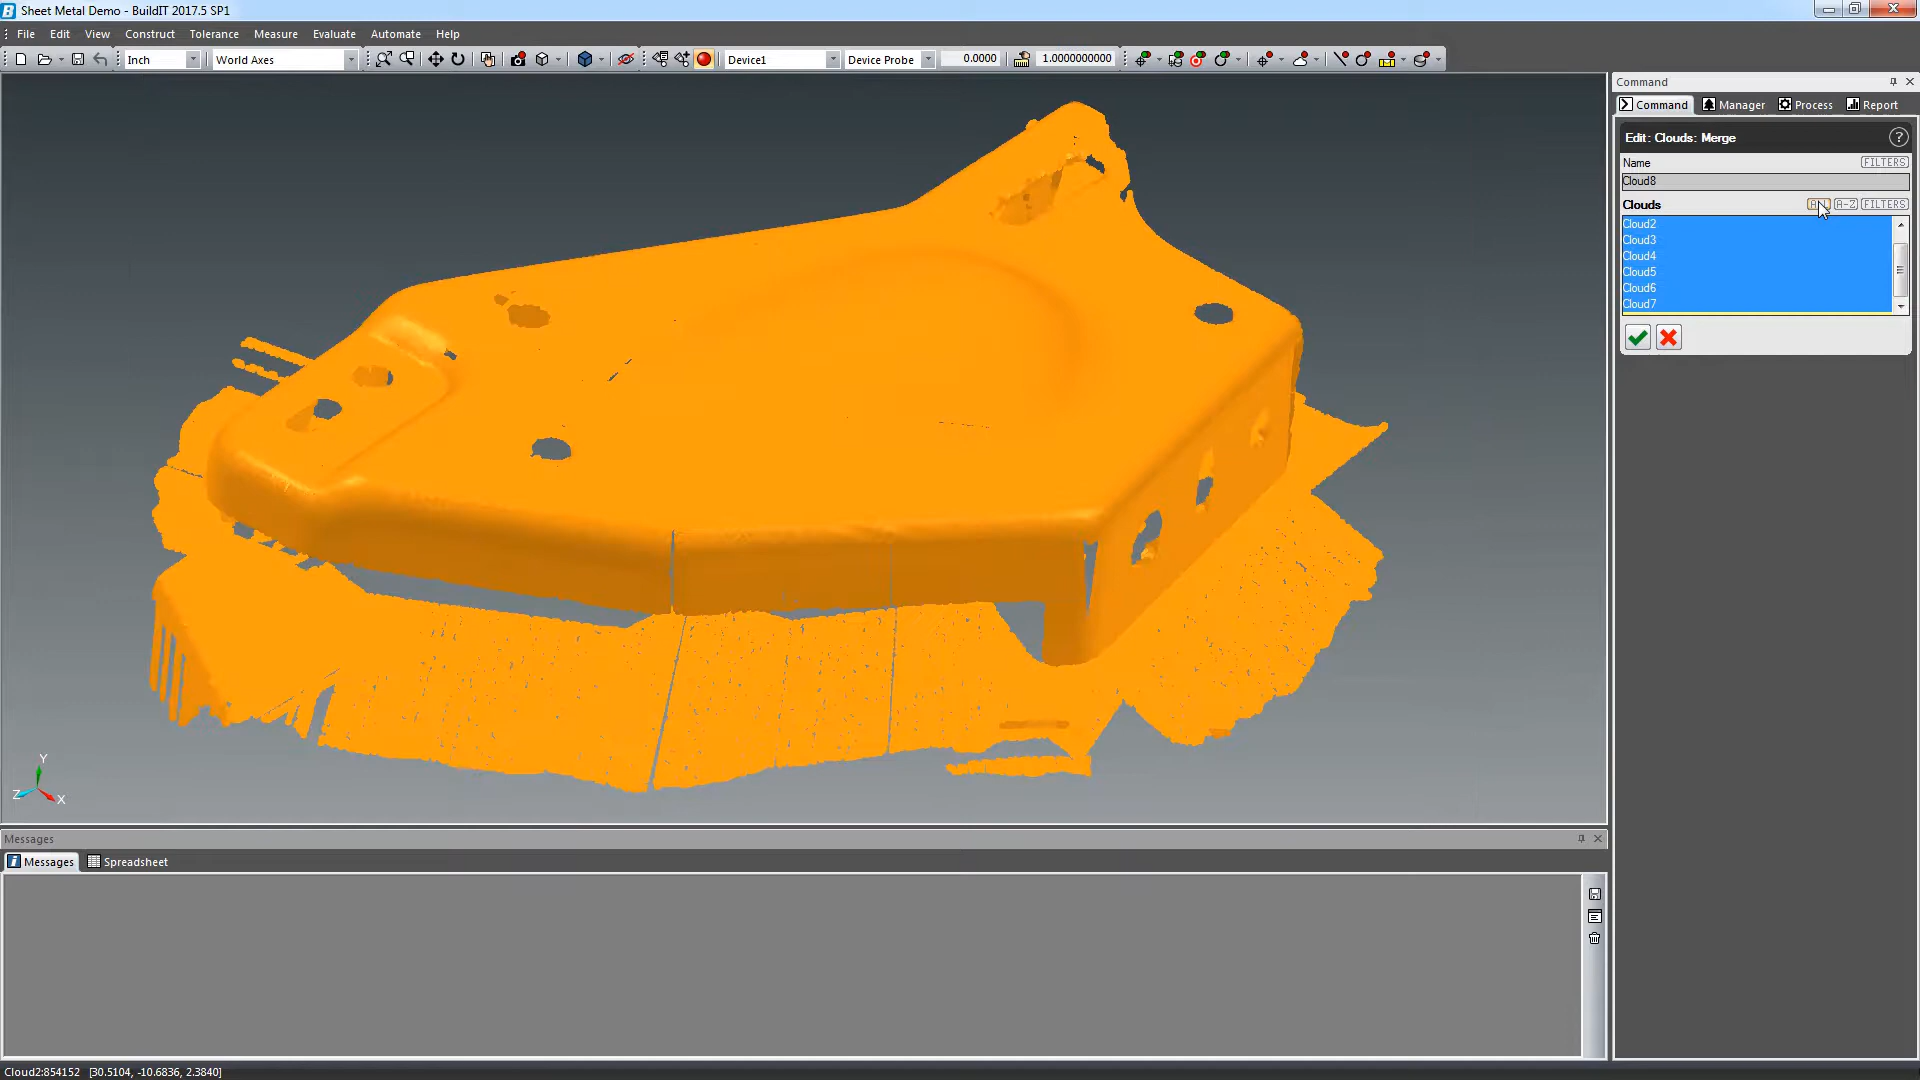 Sheet Metal Demo - BuildIT 2017.5 SP1
File Edit View Construct Tolerance Measure Evaluate Automate Help
Inch World Axes Device1 Device Probe 0.0000 1.0000000000
Command
Command Manager Process Report
Edit: Clouds: Merge ?
Name FILTERS
Cloud8
Clouds A-Z FILTERS
Cloud2
Cloud3
Cloud4
Cloud5
Cloud6
Cloud7
Y
Z X
Messages
Messages Spreadsheet
Cloud2:854152 [30.5104, -10.6836, 2.3840]